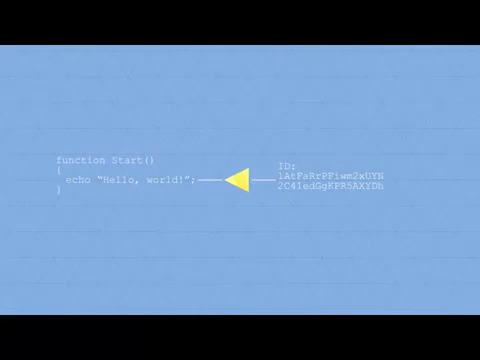 function Start()
{
echo "Hello, world!";
}
ID:
1AtFaRrPFiwm2xUYN
2C41edGgKPR5AXYDh